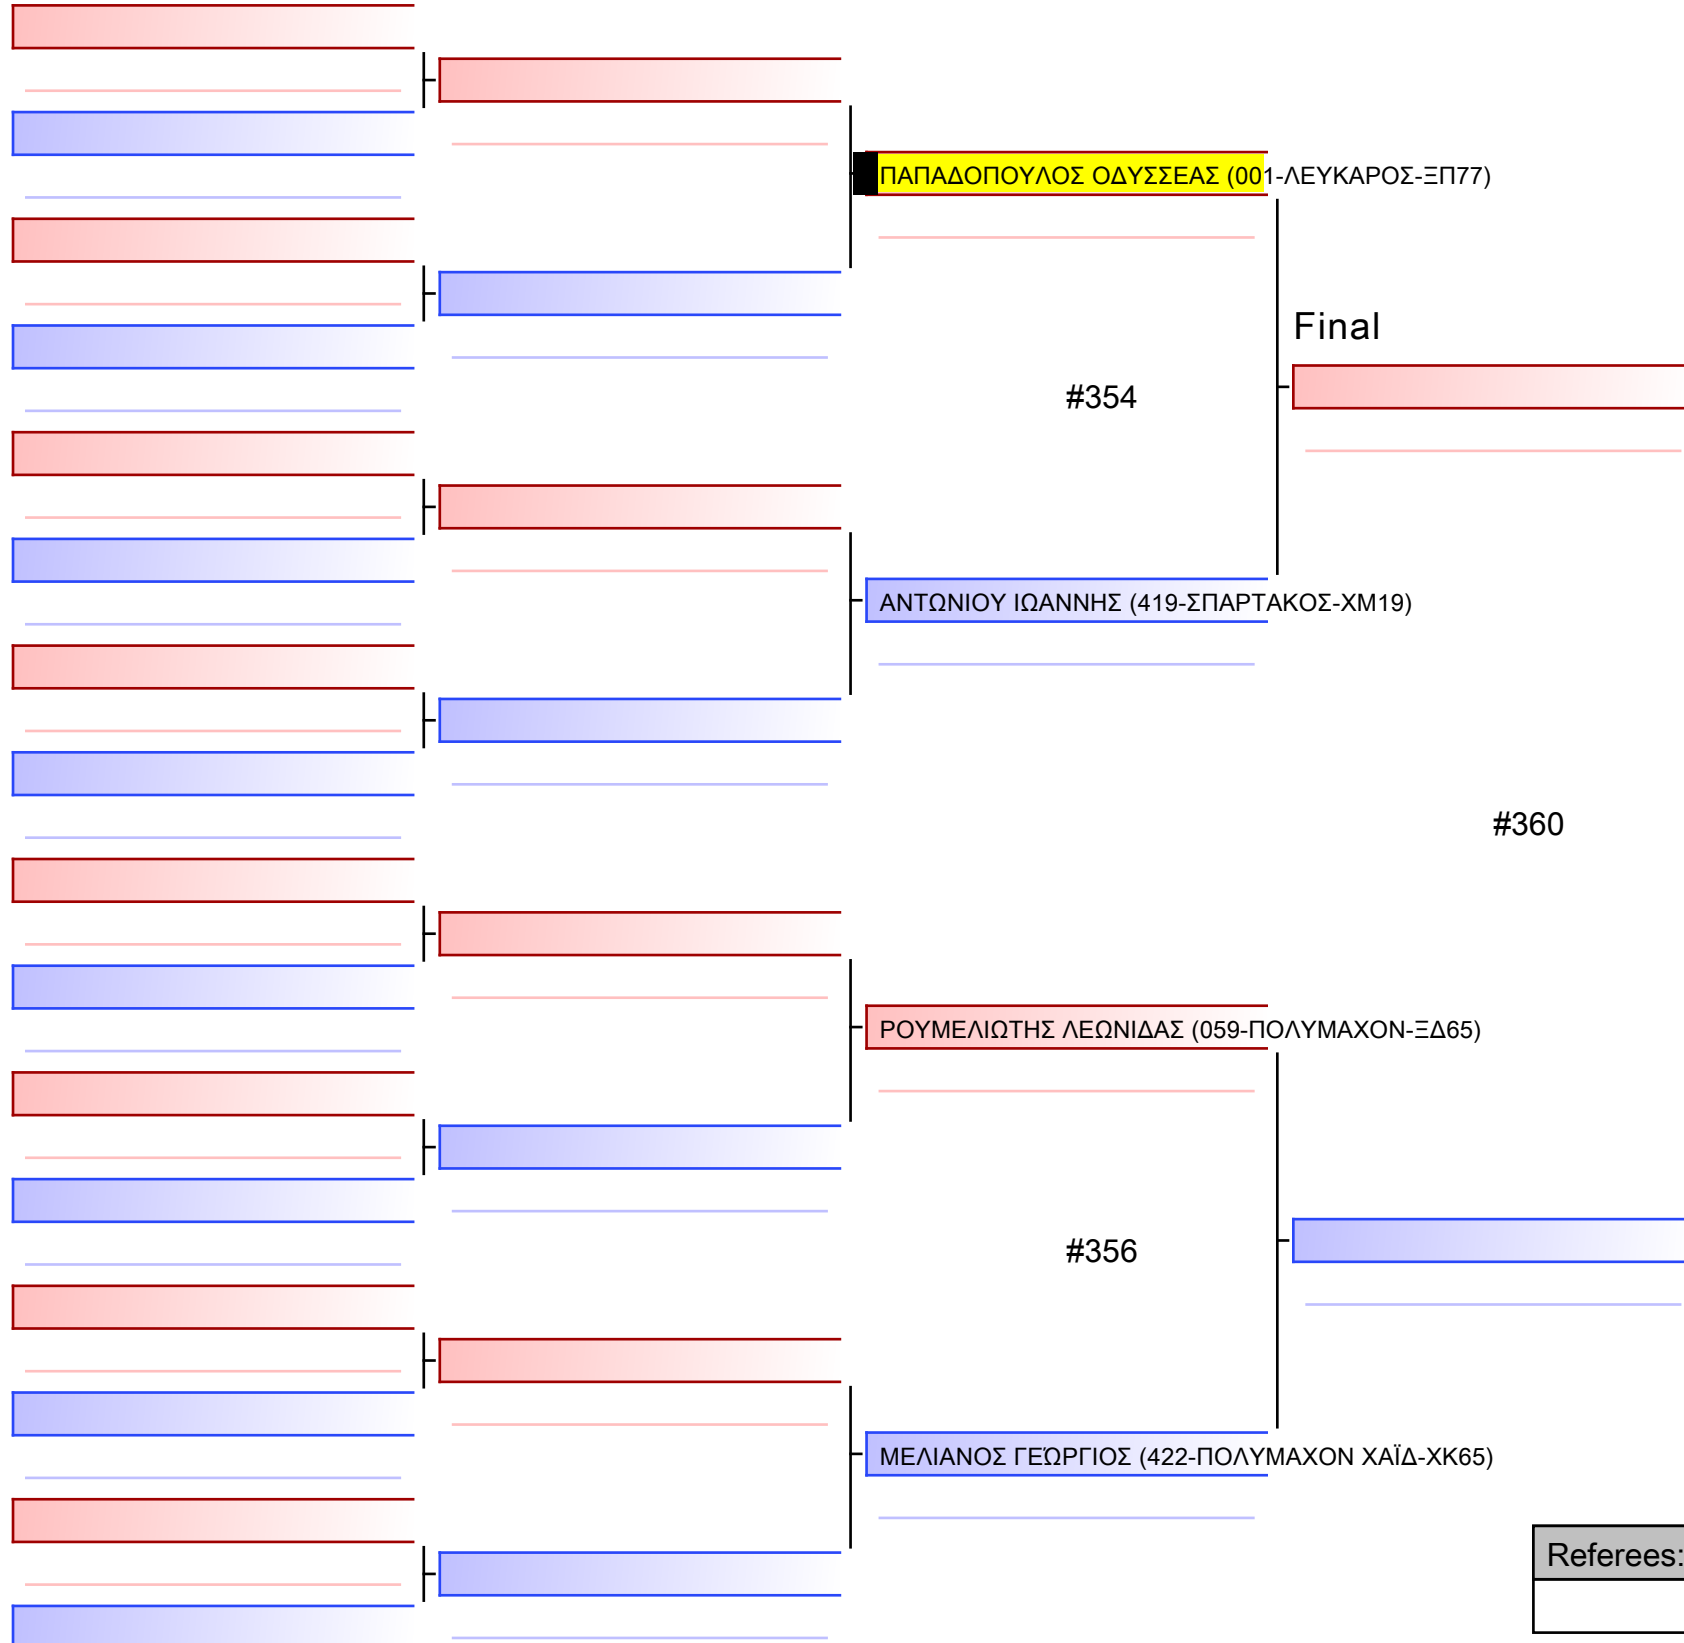 ΠΑΠΑΔΟΠΟΥΛΟΣ ΟΔΥΣΣΕΑΣ (001-ΛΕΥΚΑΡΟΣ-ΞΠ77)
Final
#354
ΑΝΤΩΝΙΟΥ ΙΩΑΝΝΗΣ (419-ΣΠΑΡΤΑΚΟΣ-ΧΜ19)
#360
ΡΟΥΜΕΛΙΩΤΗΣ ΛΕΩΝΙΔΑΣ (059-ΠΟΛΥΜΑΧΟΝ-ΞΔ65)
#356
ΜΕΛΙΑΝΟΣ ΓΕΏΡΓΙΟΣ (422-ΠΟΛΥΜΑΧΟΝ ΧΑΪΔ-ΧΚ65)
Referees: